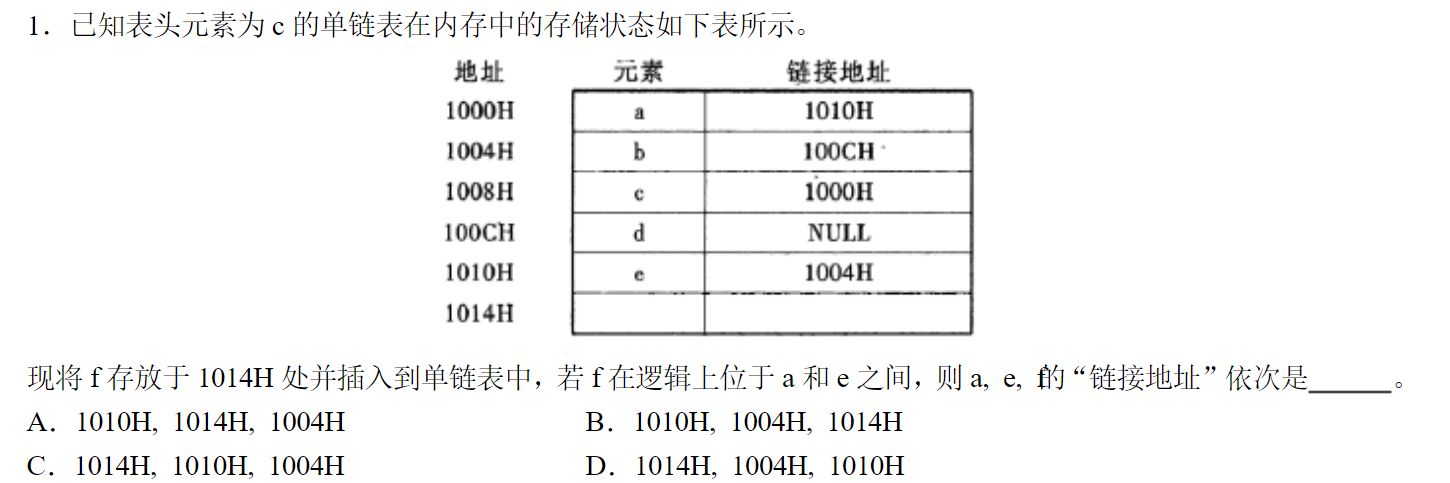 1．已知表头元素为 c 的单链表在内存中的存储状态如下表所示。
地址 元素 链接地址
1000H a 1010H
1004H b 100CH
1008H c 1000H
100CH d NULL
1010H e 1004H
1014H
现将 f 存放于 1014H 处并插入到单链表中，若 f 在逻辑上位于 a 和 e 之间，则 a, e, f 的“链接地址”依次是______。
A．1010H, 1014H, 1004H B．1010H, 1004H, 1014H
C．1014H, 1010H, 1004H D．1014H, 1004H, 1010H